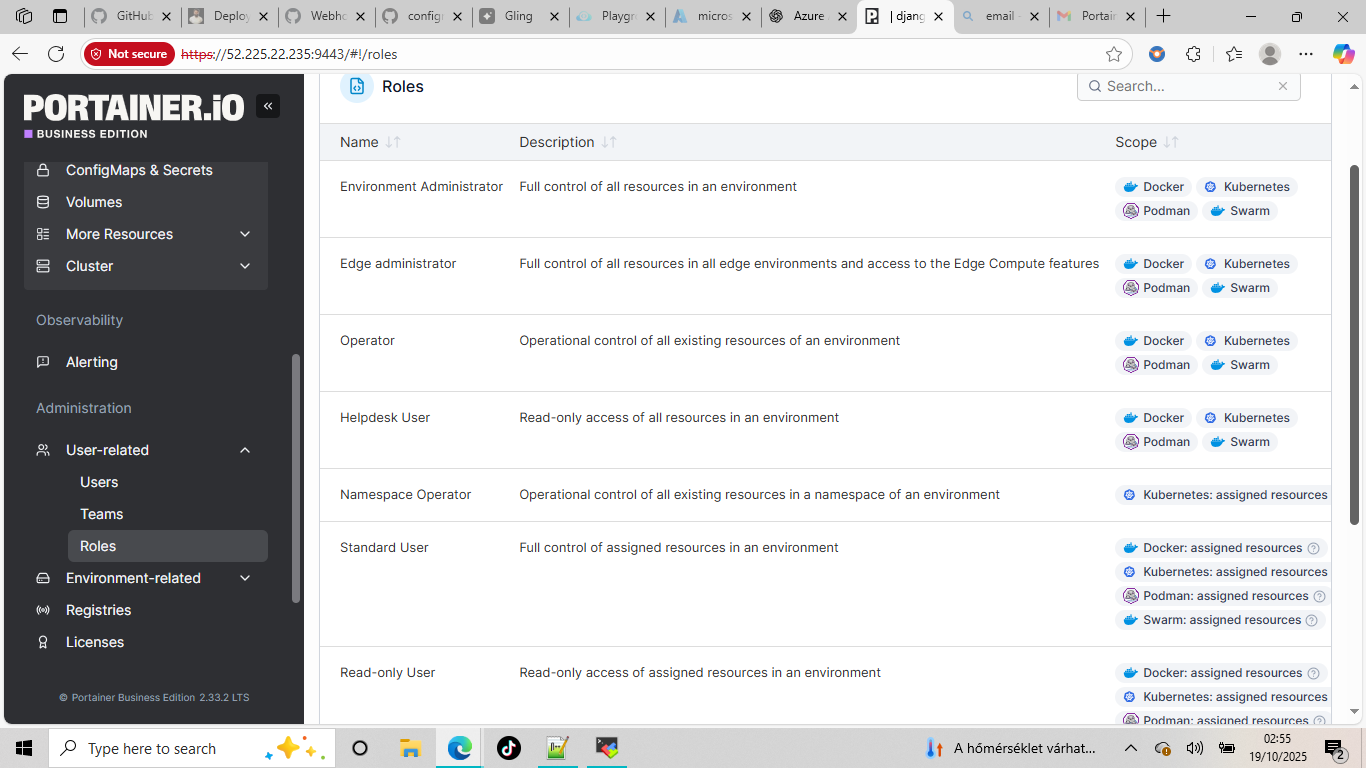 GitHub
Deploy
Webho
config
Gling
Playgro
micros
Azure
| djang
email -
Portain
Not secure
https://52.225.22.235:9443/#!/roles
PORTAINER.IO
BUSINESS EDITION
ConfigMaps & Secrets
Volumes
More Resources
Cluster
Observability
Alerting
Administration
User-related
Users
Teams
Roles
Environment-related
Registries
Licenses
© Portainer Business Edition 2.33.2 LTS
Roles
Search...
Name Description Scope
Environment Administrator Full control of all resources in an environment Docker Kubernetes
Podman Swarm
Edge administrator Full control of all resources in all edge environments and access to the Edge Compute features Docker Kubernetes
Podman Swarm
Operator Operational control of all existing resources of an environment Docker Kubernetes
Podman Swarm
Helpdesk User Read-only access of all resources in an environment Docker Kubernetes
Podman Swarm
Namespace Operator Operational control of all existing resources in a namespace of an environment Kubernetes: assigned resources
Standard User Full control of assigned resources in an environment Docker: assigned resources
Kubernetes: assigned resources
Podman: assigned resources
Swarm: assigned resources
Read-only User Read-only access of assigned resources in an environment Docker: assigned resources
Kubernetes: assigned resources
Podman: assigned resources
Type here to search
A hőmérséklet várhat...
02:55
19/10/2025
2